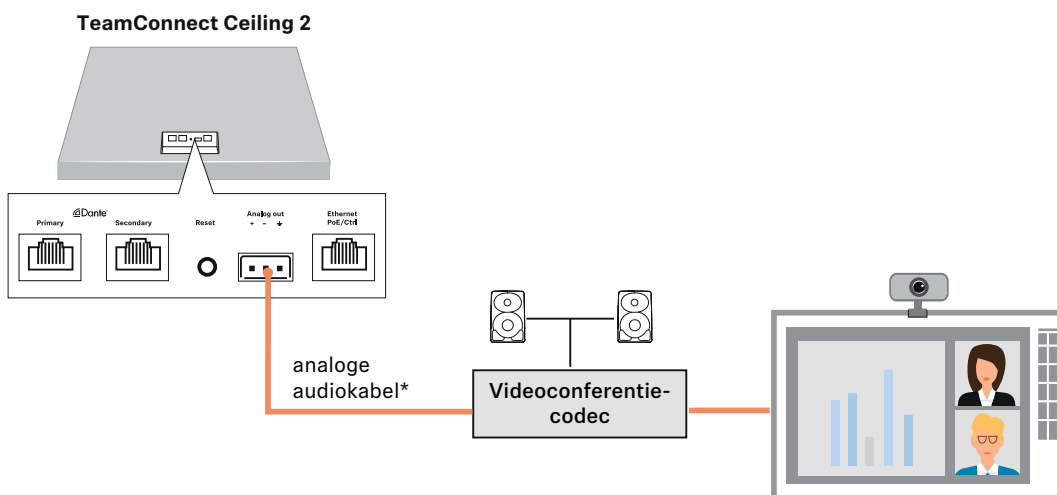 TeamConnect Ceiling 2
Dante
Primary
Secondary
Reset
Analog out
+ -
Ethernet
PoE/Ctrl
analoge
audiokabel*
Videoconferentie-
codec